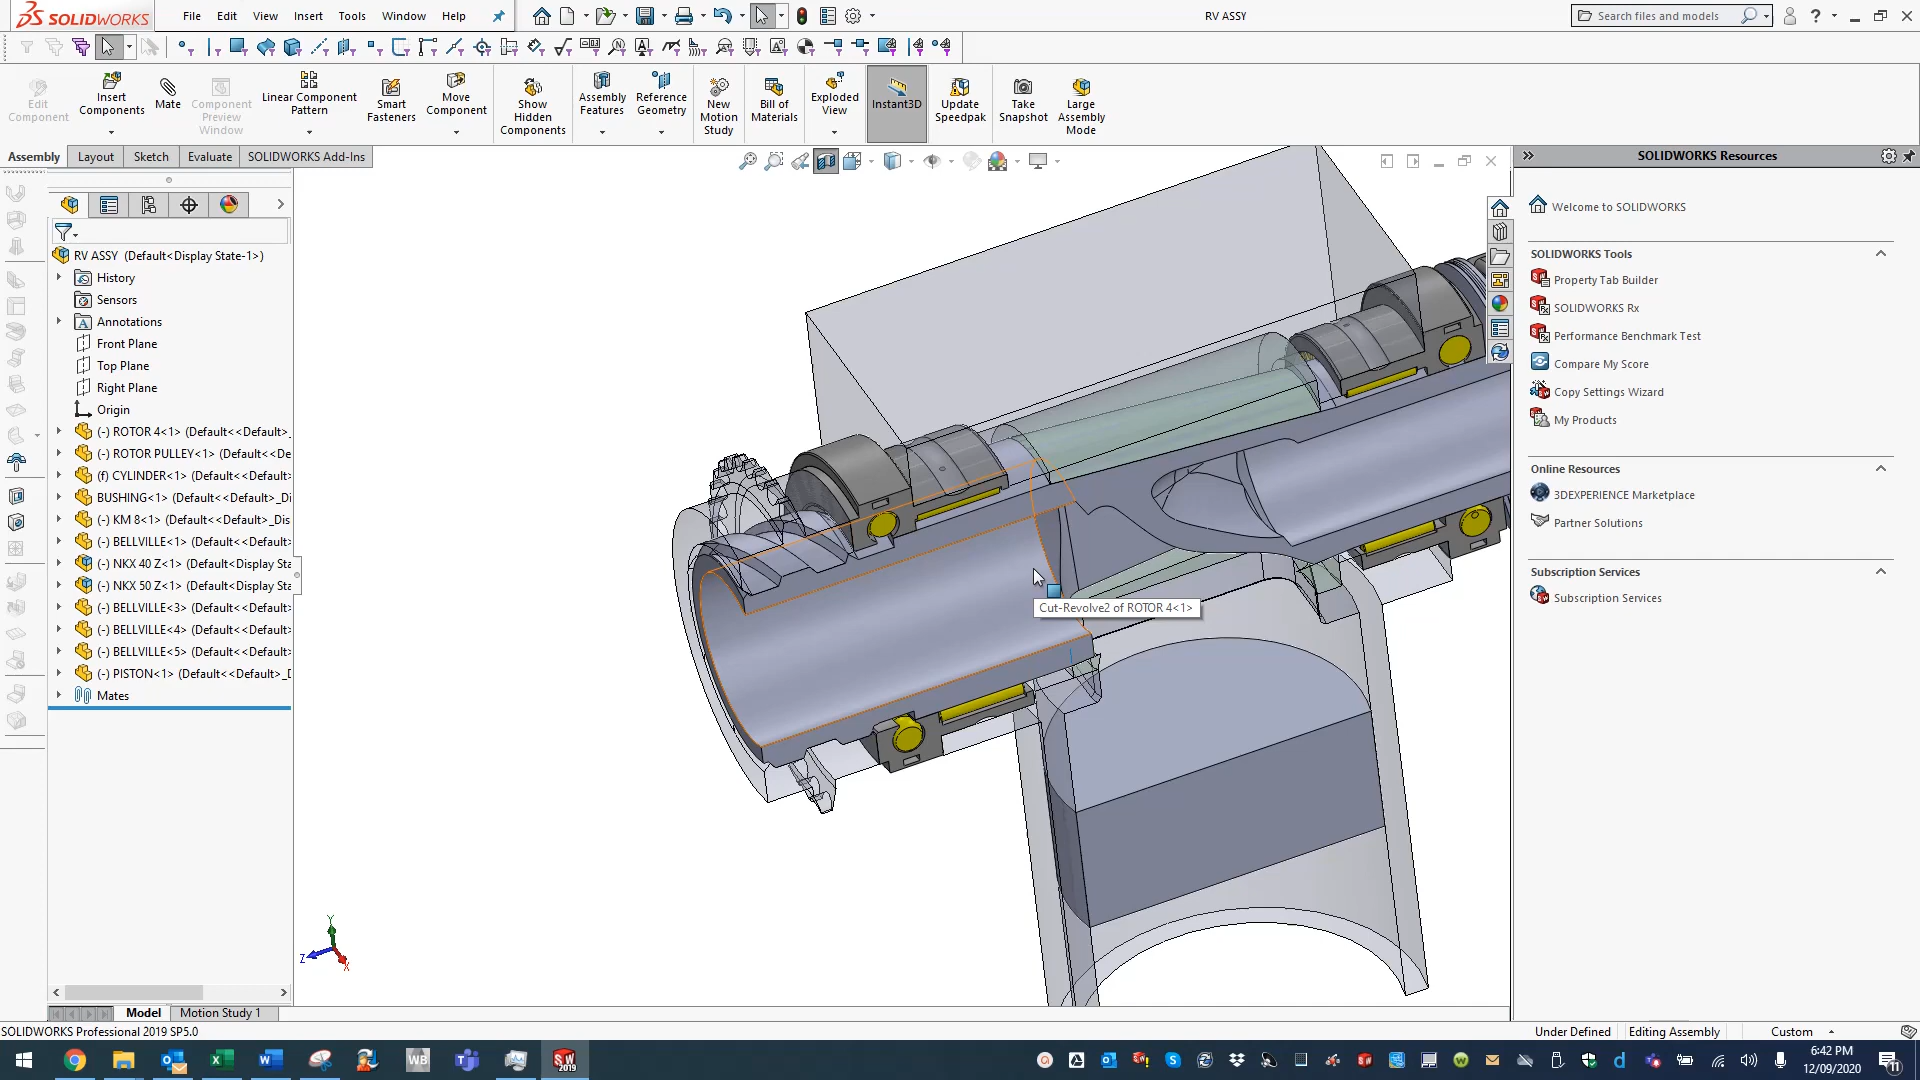 SOLIDWORKS
File Edit View Insert Tools Window Help
RV ASSY
Search files and models
Edit Component
Insert Components
Mate
Component Preview Window
Linear Component Pattern
Smart Fasteners
Move Component
Show Hidden Components
Assembly Features
Reference Geometry
New Motion Study
Bill of Materials
Exploded View
Instant3D
Update Speedpak
Take Snapshot
Large Assembly Mode
Assembly Layout Sketch Evaluate SOLIDWORKS Add-Ins
RV ASSY (Default<Display State-1>)
History
Sensors
Annotations
Front Plane
Top Plane
Right Plane
Origin
(-) ROTOR 4<1> (Default<<Default>_
(-) ROTOR PULLEY<1> (Default<<De
(f) CYLINDER<1> (Default<<Default>
BUSHING<1> (Default<<Default>_Di
(-) KM 8<1> (Default<<Default>_Dis
(-) BELLVILLE<1> (Default<<Default>
(-) NKX 40 Z<1> (Default<Display Sta
(-) NKX 50 Z<1> (Default<Display Sta
(-) BELLVILLE<3> (Default<<Default>
(-) BELLVILLE<4> (Default<<Default>
(-) BELLVILLE<5> (Default<<Default>
(-) PISTON<1> (Default<<Default>_D
Mates
Cut-Revolve2 of ROTOR 4<1>
Y
Z
X
SOLIDWORKS Resources
Welcome to SOLIDWORKS
SOLIDWORKS Tools
Property Tab Builder
SOLIDWORKS Rx
Performance Benchmark Test
Compare My Score
Copy Settings Wizard
My Products
Online Resources
3DEXPERIENCE Marketplace
Partner Solutions
Subscription Services
Subscription Services
Model Motion Study 1
SOLIDWORKS Professional 2019 SP5.0
Under Defined Editing Assembly Custom
6:42 PM
12/09/2020